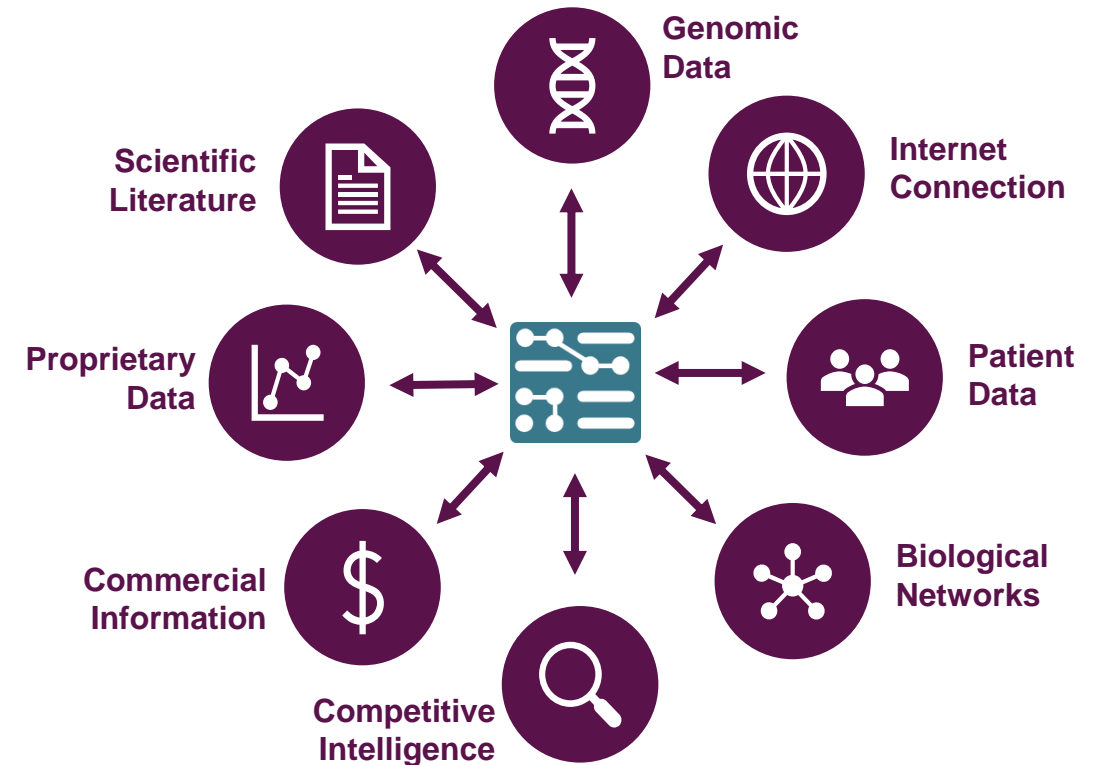 Genomic
Data
Internet
Connection
Scientific
Literature
Patient
Data
Proprietary
Data
Biological
Networks
Commercial
Information
Competitive
Intelligence